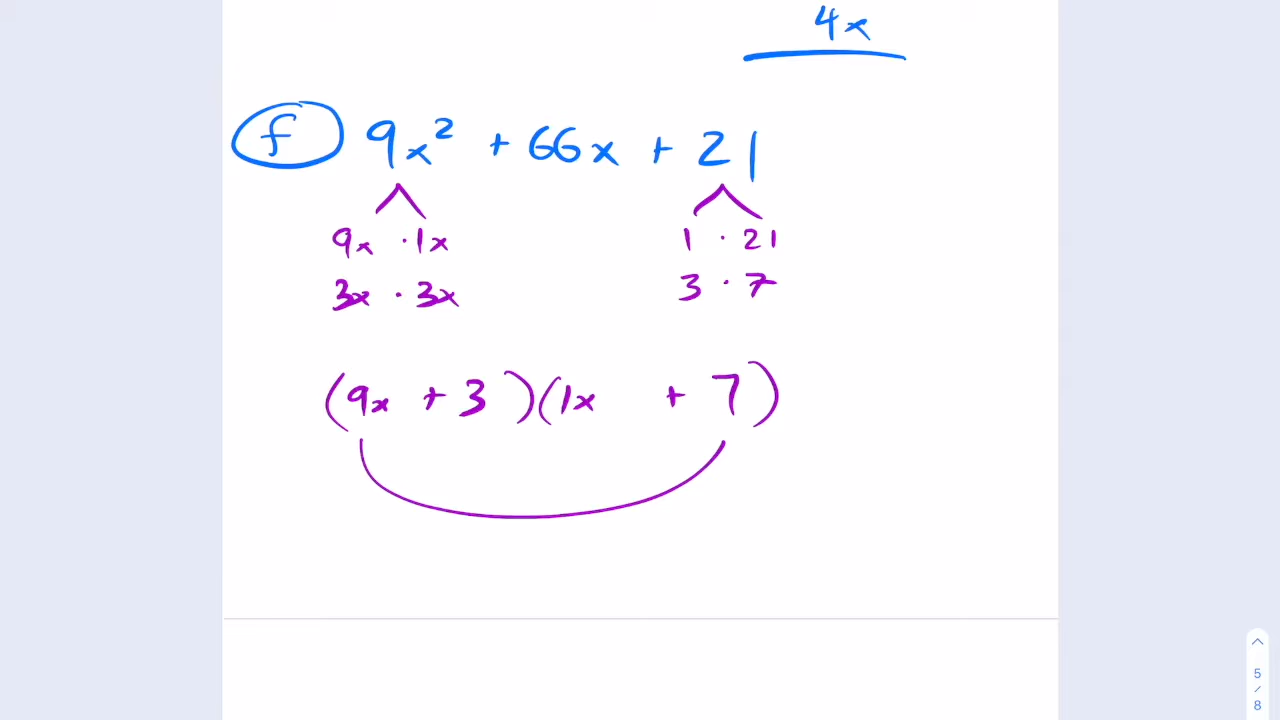 4x
f 9x² + 66x + 21
9x · 1x 1 · 21
3x · 3x 3 · 7
(9x + 3)(1x + 7)
5
/
8